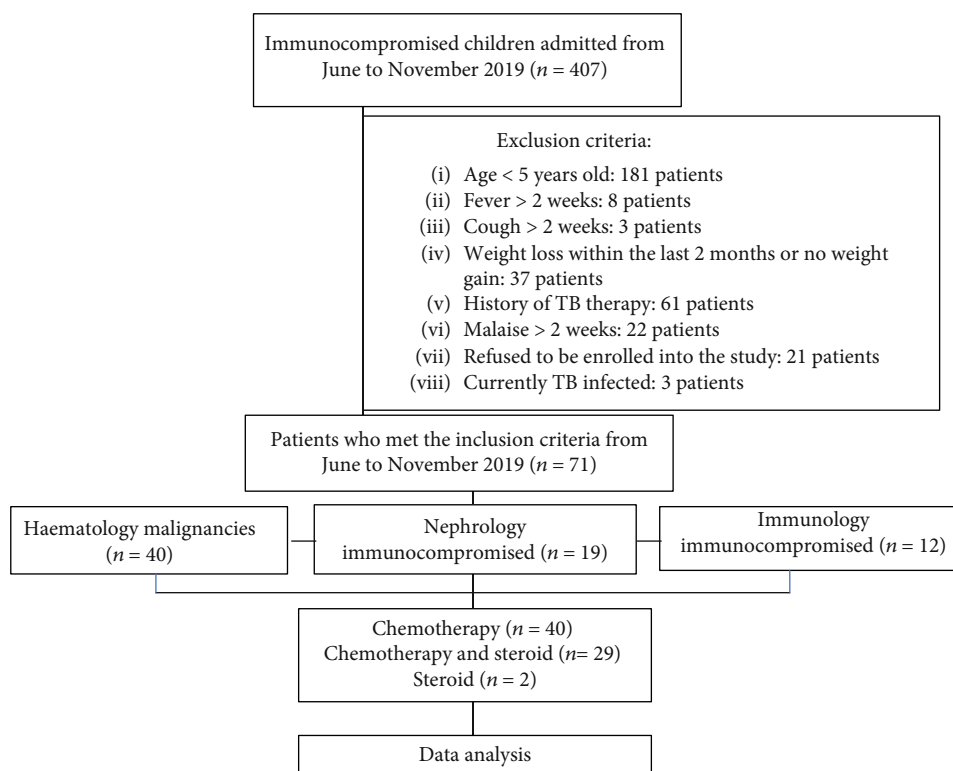 Immunocompromised children admitted from
June to November 2019 (n = 407)
Exclusion criteria:
(i) Age < 5 years old: 181 patients
(ii) Fever > 2 weeks: 8 patients
(iii) Cough > 2 weeks: 3 patients
(iv) Weight loss within the last 2 months or no weight
gain: 37 patients
(v) History of TB therapy: 61 patients
(vi) Malaise > 2 weeks: 22 patients
(vii) Refused to be enrolled into the study: 21 patients
(viii) Currently TB infected: 3 patients
Patients who met the inclusion criteria from
June to November 2019 (n = 71)
Haematology malignancies
(n = 40)
Nephrology
immunocompromised (n = 19)
Immunology
immunocompromised (n = 12)
Chemotherapy (n = 40)
Chemotherapy and steroid (n= 29)
Steroid (n = 2)
Data analysis